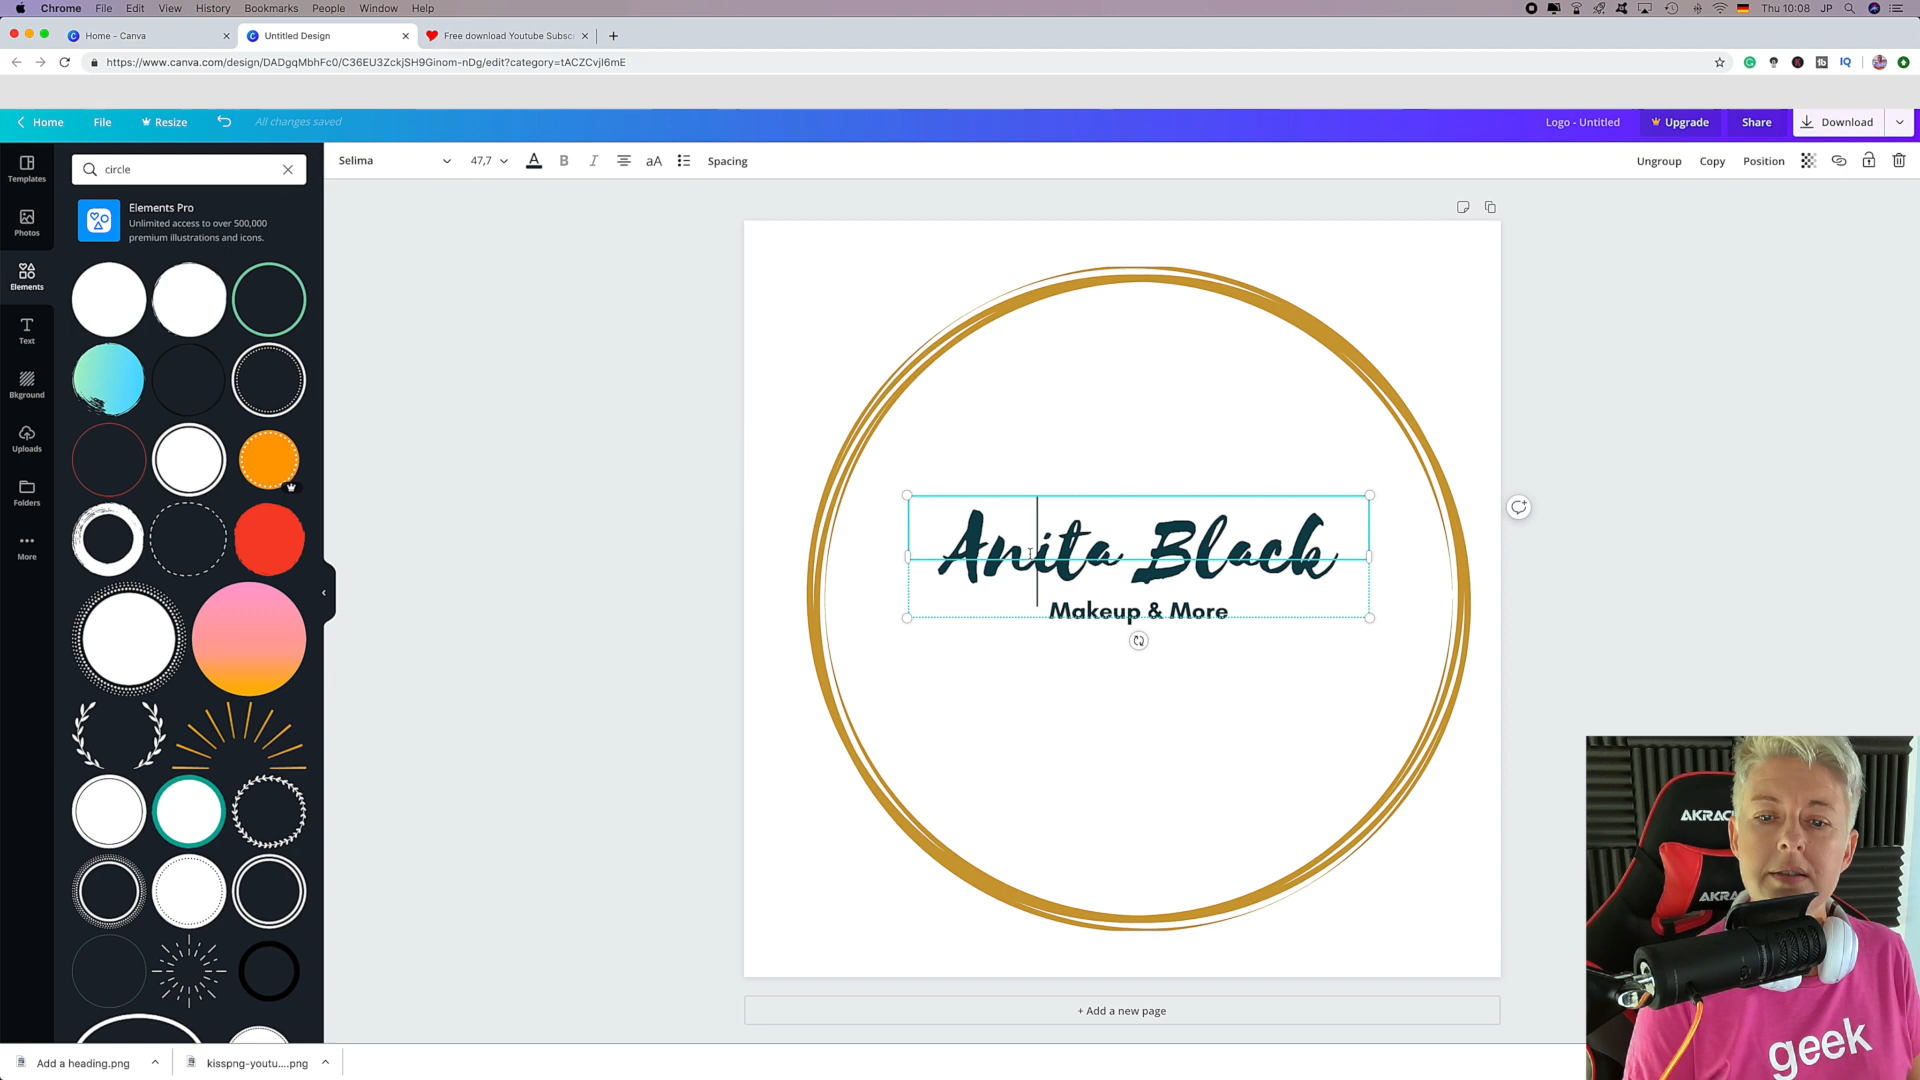 Chrome File Edit View History Bookmarks People Window Help Thu 10:08 JP
Home - Canva Untitled Design Free download Youtube Subsc
https://www.canva.com/design/DADgqMbhFc0/C36EU3ZckjSH9Ginom-nDg/edit?category=tACZCvjI6mE
Home File Resize All changes saved Logo - Untitled Upgrade Share Download
Selima 47,7 A B I aA Spacing Ungroup Copy Position
circle
Templates
Photos
Elements
Text
Bkground
Uploads
Folders
More
Elements Pro
Unlimited access to over 500,000
premium illustrations and icons.
Anita Black
Makeup & More
+ Add a new page
AKRAC
AKRA
geek
Add a heading.png kisspng-youtu....png